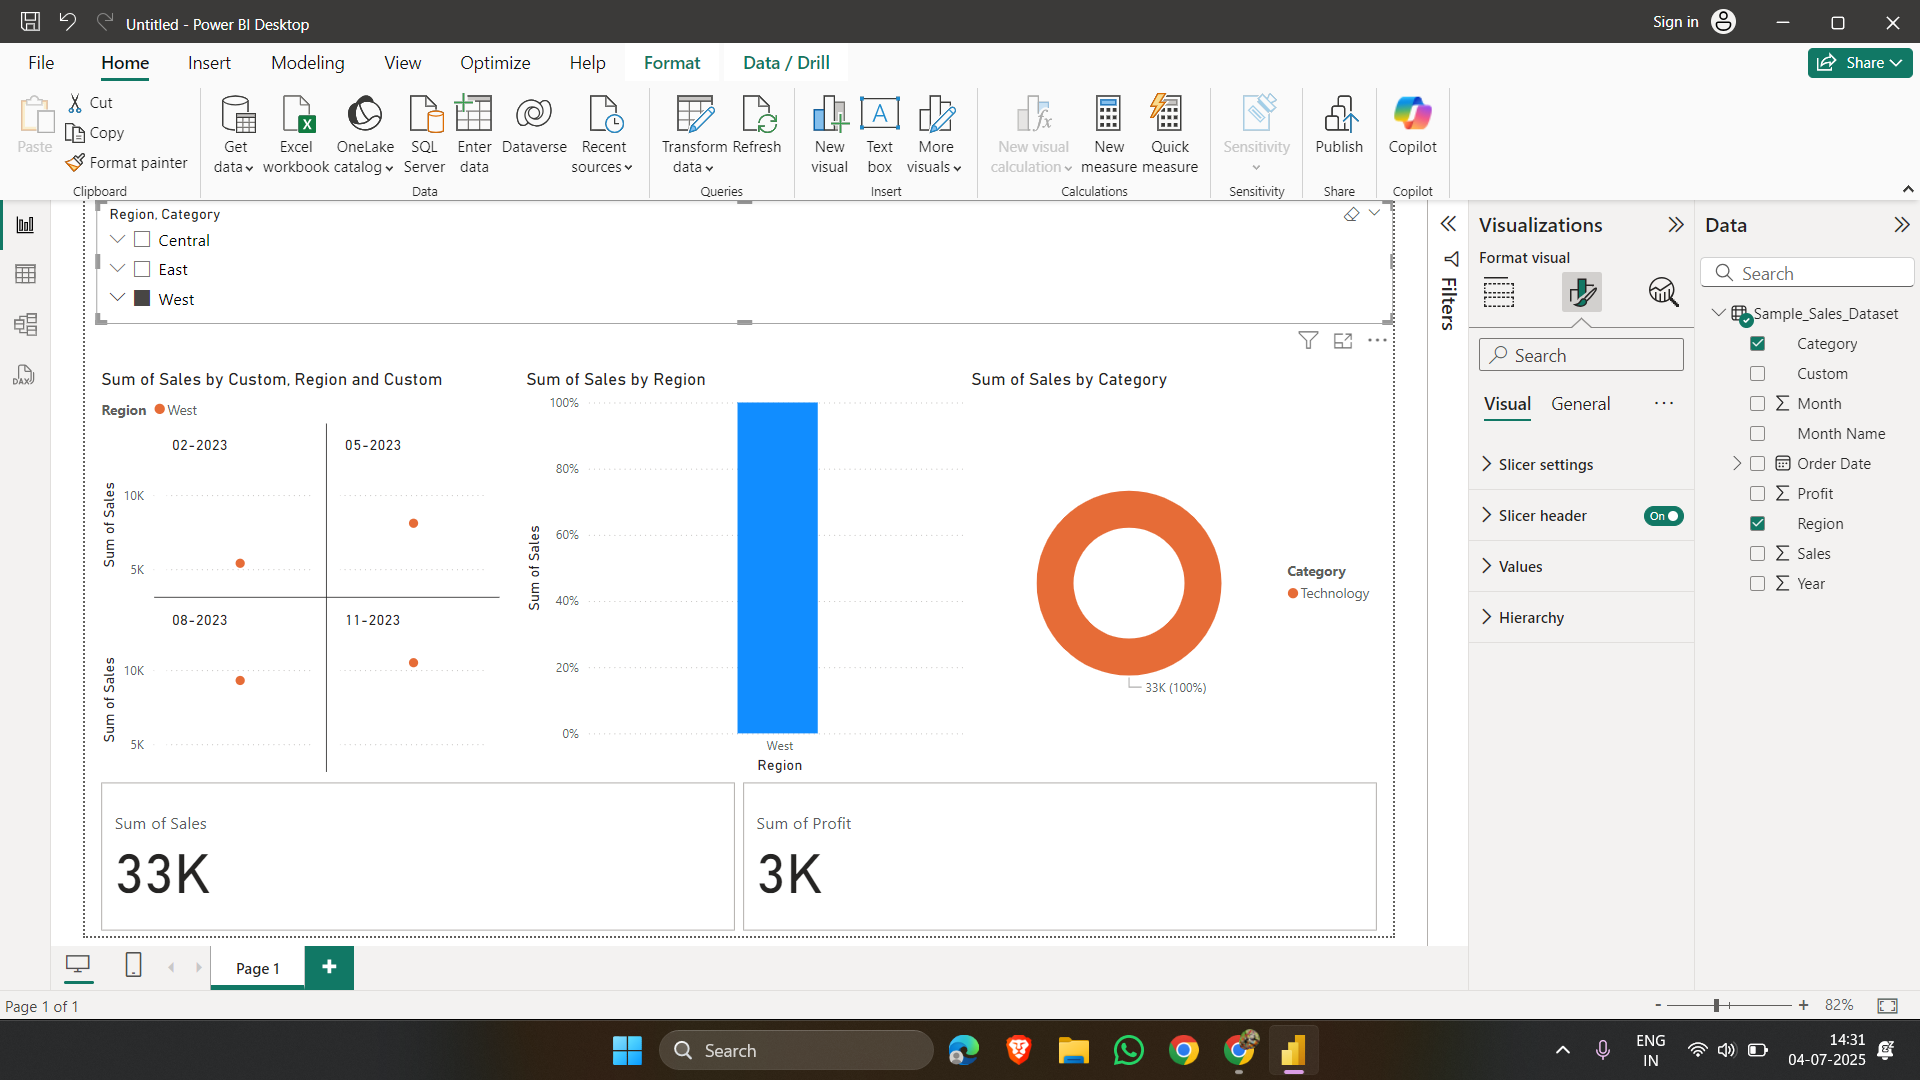 Untitled - Power BI Desktop
Sign in
File Home Insert Modeling View Optimize Help Format Data / Drill
Share
Paste
Cut
Copy
Format painter
Clipboard
Get data
Excel workbook
OneLake catalog
SQL Server
Enter data
Dataverse
Recent sources
Data
Transform data
Refresh
Queries
New visual
Text box
A
More visuals
Insert
New visual calculation
New measure
Quick measure
Calculations
Sensitivity
Sensitivity
Publish
Share
Copilot
Copilot
DAX
Region, Category
Central
East
West
Sum of Sales by Custom, Region and Custom
Region West
02-2023
05-2023
Sum of Sales
10K
5K
08-2023
11-2023
Sum of Sales
10K
5K
Sum of Sales by Region
Sum of Sales
100%
80%
60%
40%
20%
0%
West
Region
Sum of Sales by Category
33K (100%)
Category
Technology
Sum of Sales
33K
Sum of Profit
3K
Filters
Visualizations
Format visual
Search
Visual General
Slicer settings
Slicer header
On
Values
Hierarchy
Data
Search
Sample_Sales_Dataset
Category
Custom
Month
Month Name
Order Date
Profit
Region
Sales
Year
Page 1
Page 1 of 1
- + 82%
Search
ENG
IN
14:31
04-07-2025